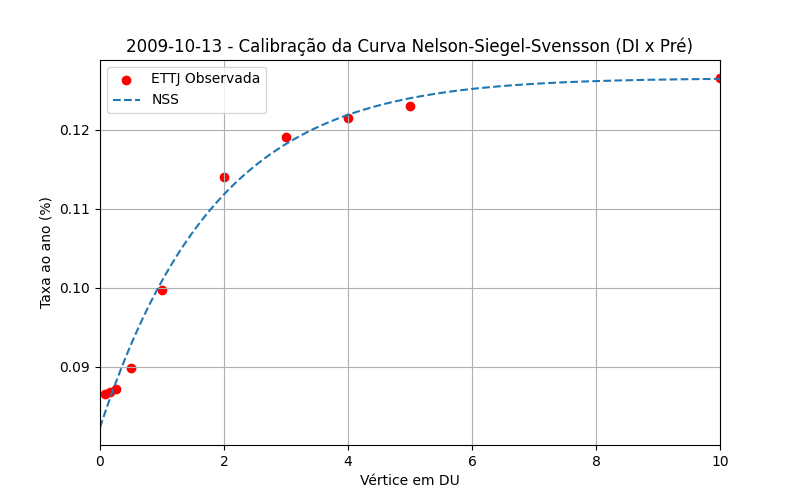 2009-10-13 - Calibração da Curva Nelson-Siegel-Svensson (DI x Pré)
ETTJ Observada
NSS
Taxa ao ano (%)
0.12
0.11
0.10
0.09
0 2 4 6 8 10
Vértice em DU